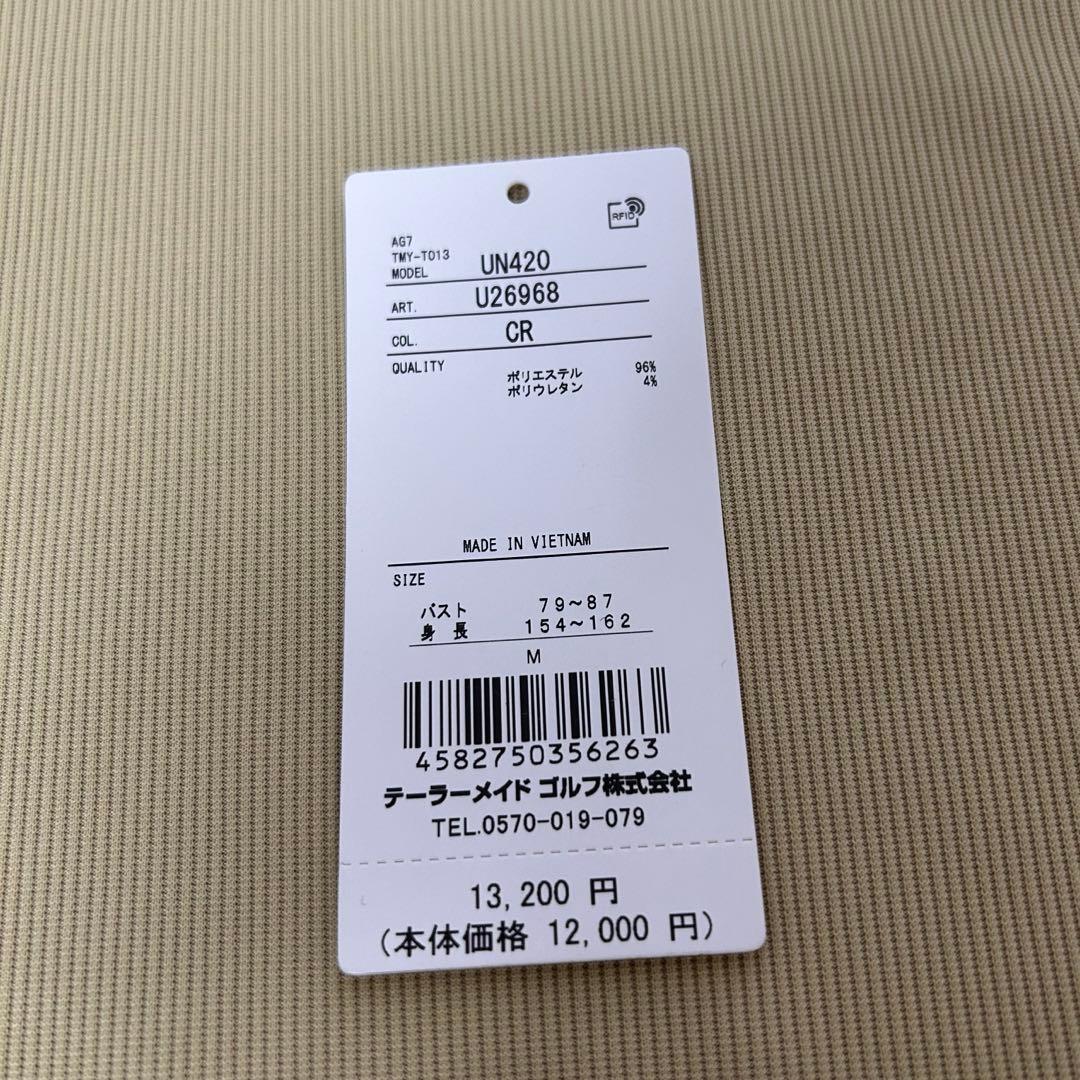 RFID
AG7
TMY-T013
MODEL UN420
ART. U26968
COL. CR
QUALITY ポリエステル 96%
ポリウレタン 4%
MADE IN VIETNAM
SIZE
バスト 79～87
身長 154～162
M
4582750356263
テーラーメイド ゴルフ株式会社
TEL.0570-019-079
13,200 円
(本体価格 12,000 円)